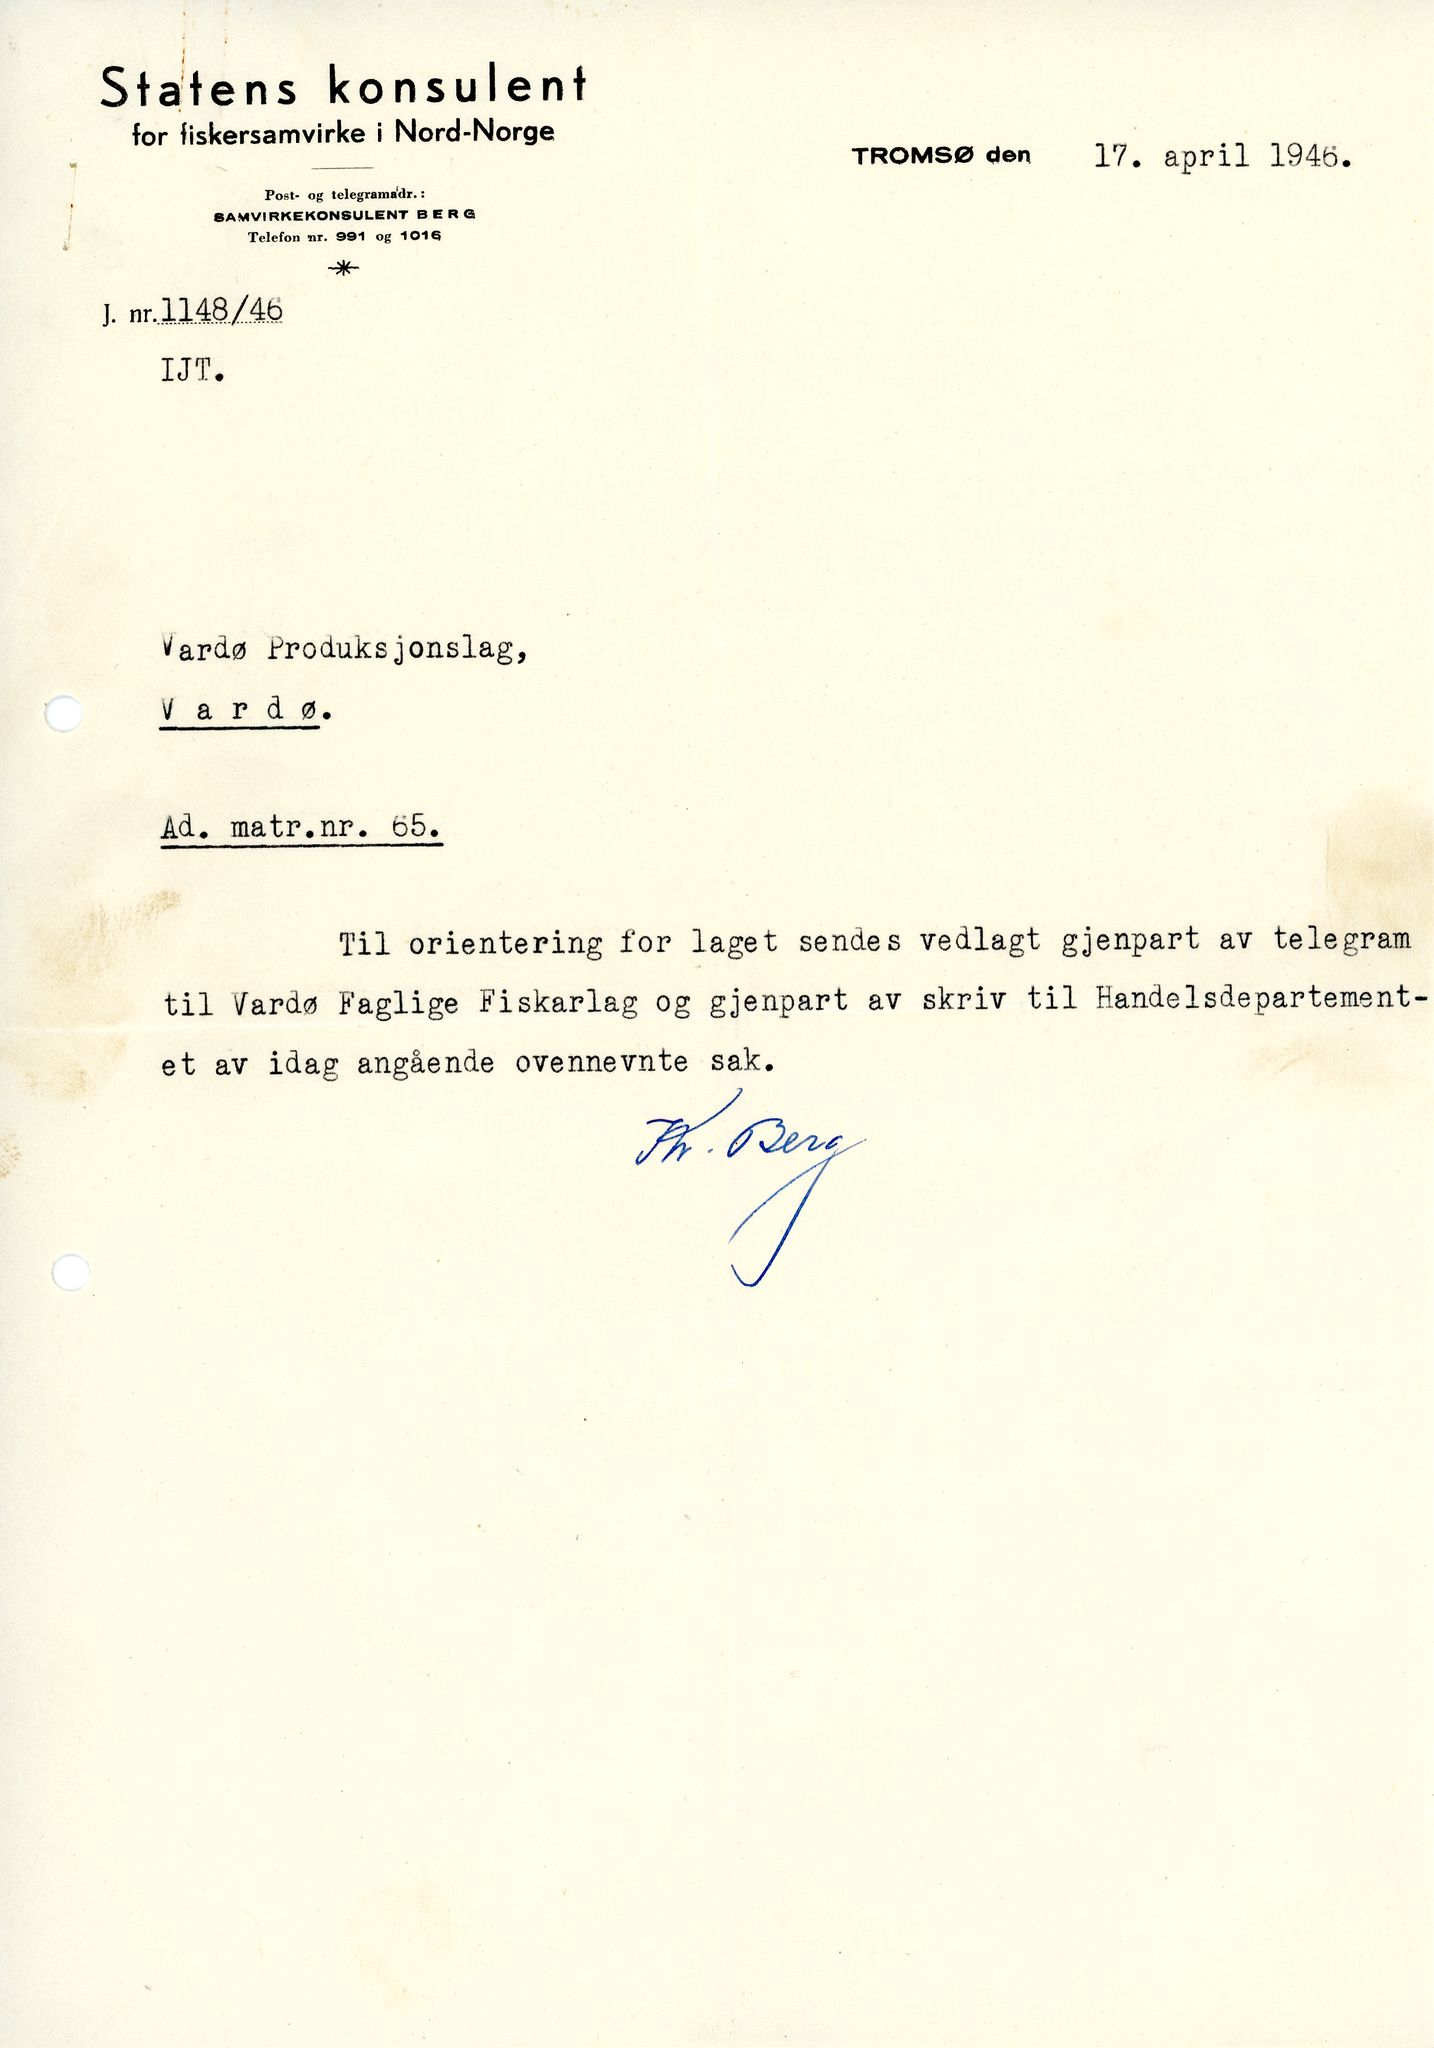 Statens konsulent
for fiskersamvirke i Nord-Norge
TROMSØ den 17. april 1946.
Post- og telegramadr.:
SAMVIRKEKONSULENT BERG
Telefon nr. 991 og 1016
J. nr. 1148/46
IJT.
Vardø Produksjonslag,
Vardø.
Ad. matr.nr. 65.
Til orientering for laget sendes vedlagt gjenpart av telegram
til Vardø Faglige Fiskarlag og gjenpart av skriv til Handelsdepartement-
et av idag angående ovennevnte sak.
Kr. Berg